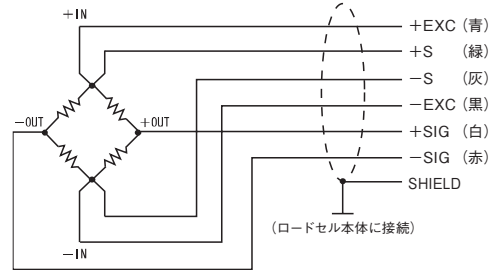 +IN
+EXC（青）
+S （緑）
−S （灰）
−OUT
+OUT
−EXC（黒）
+SIG（白）
−SIG（赤）
SHIELD
（ロードセル本体に接続）
−IN